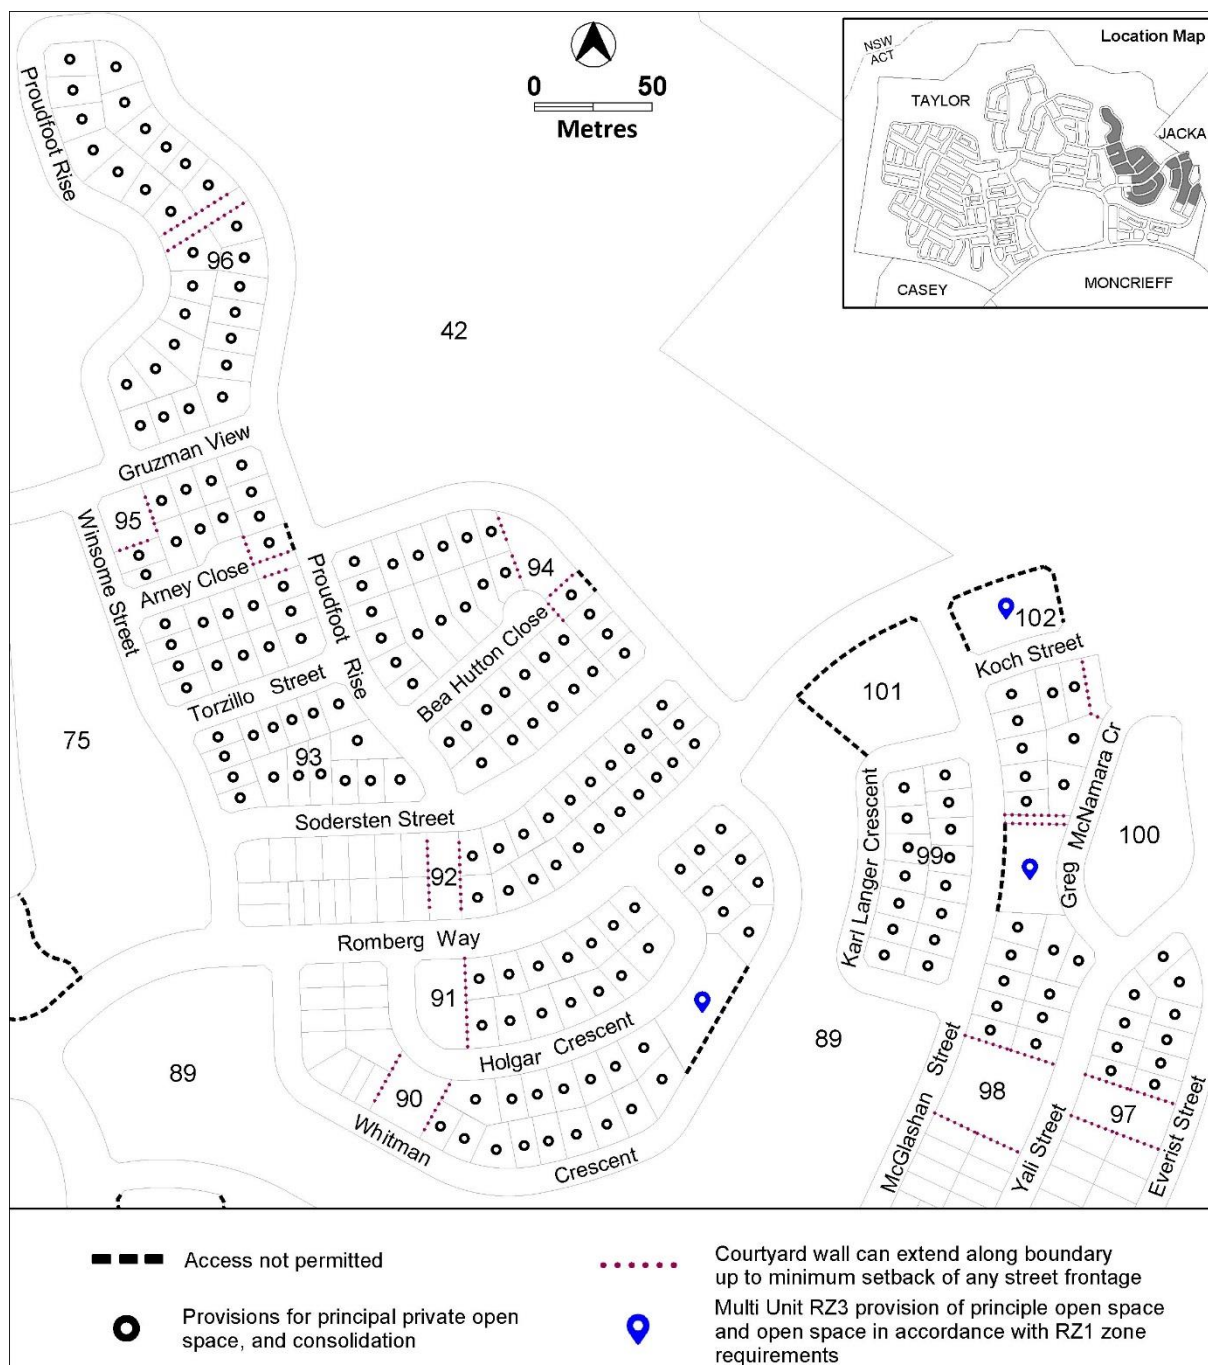 Location Map
NSW
ACT
TAYLOR
JACKA
CASEY
MONCRIEFF
0 50
Metres
Proudfoot Rise
96
42
Gruzman View
95
Winsome Street
Arney Close
Proudfoot Rise
94
Bea Hutton Close
Torzillo Street
75
93
Sodersten Street
92
Romberg Way
91
Holgar Crescent
90
Whitman Crescent
89
89
102
Koch Street
101
Karl Langer Crescent
99
Greg McNamara Cr
100
McGlashan Street
98
Yali Street
97
Everist Street
Access not permitted
Provisions for principal private open
space, and consolidation
Courtyard wall can extend along boundary
up to minimum setback of any street frontage
Multi Unit RZ3 provision of principle open space
and open space in accordance with RZ1 zone
requirements